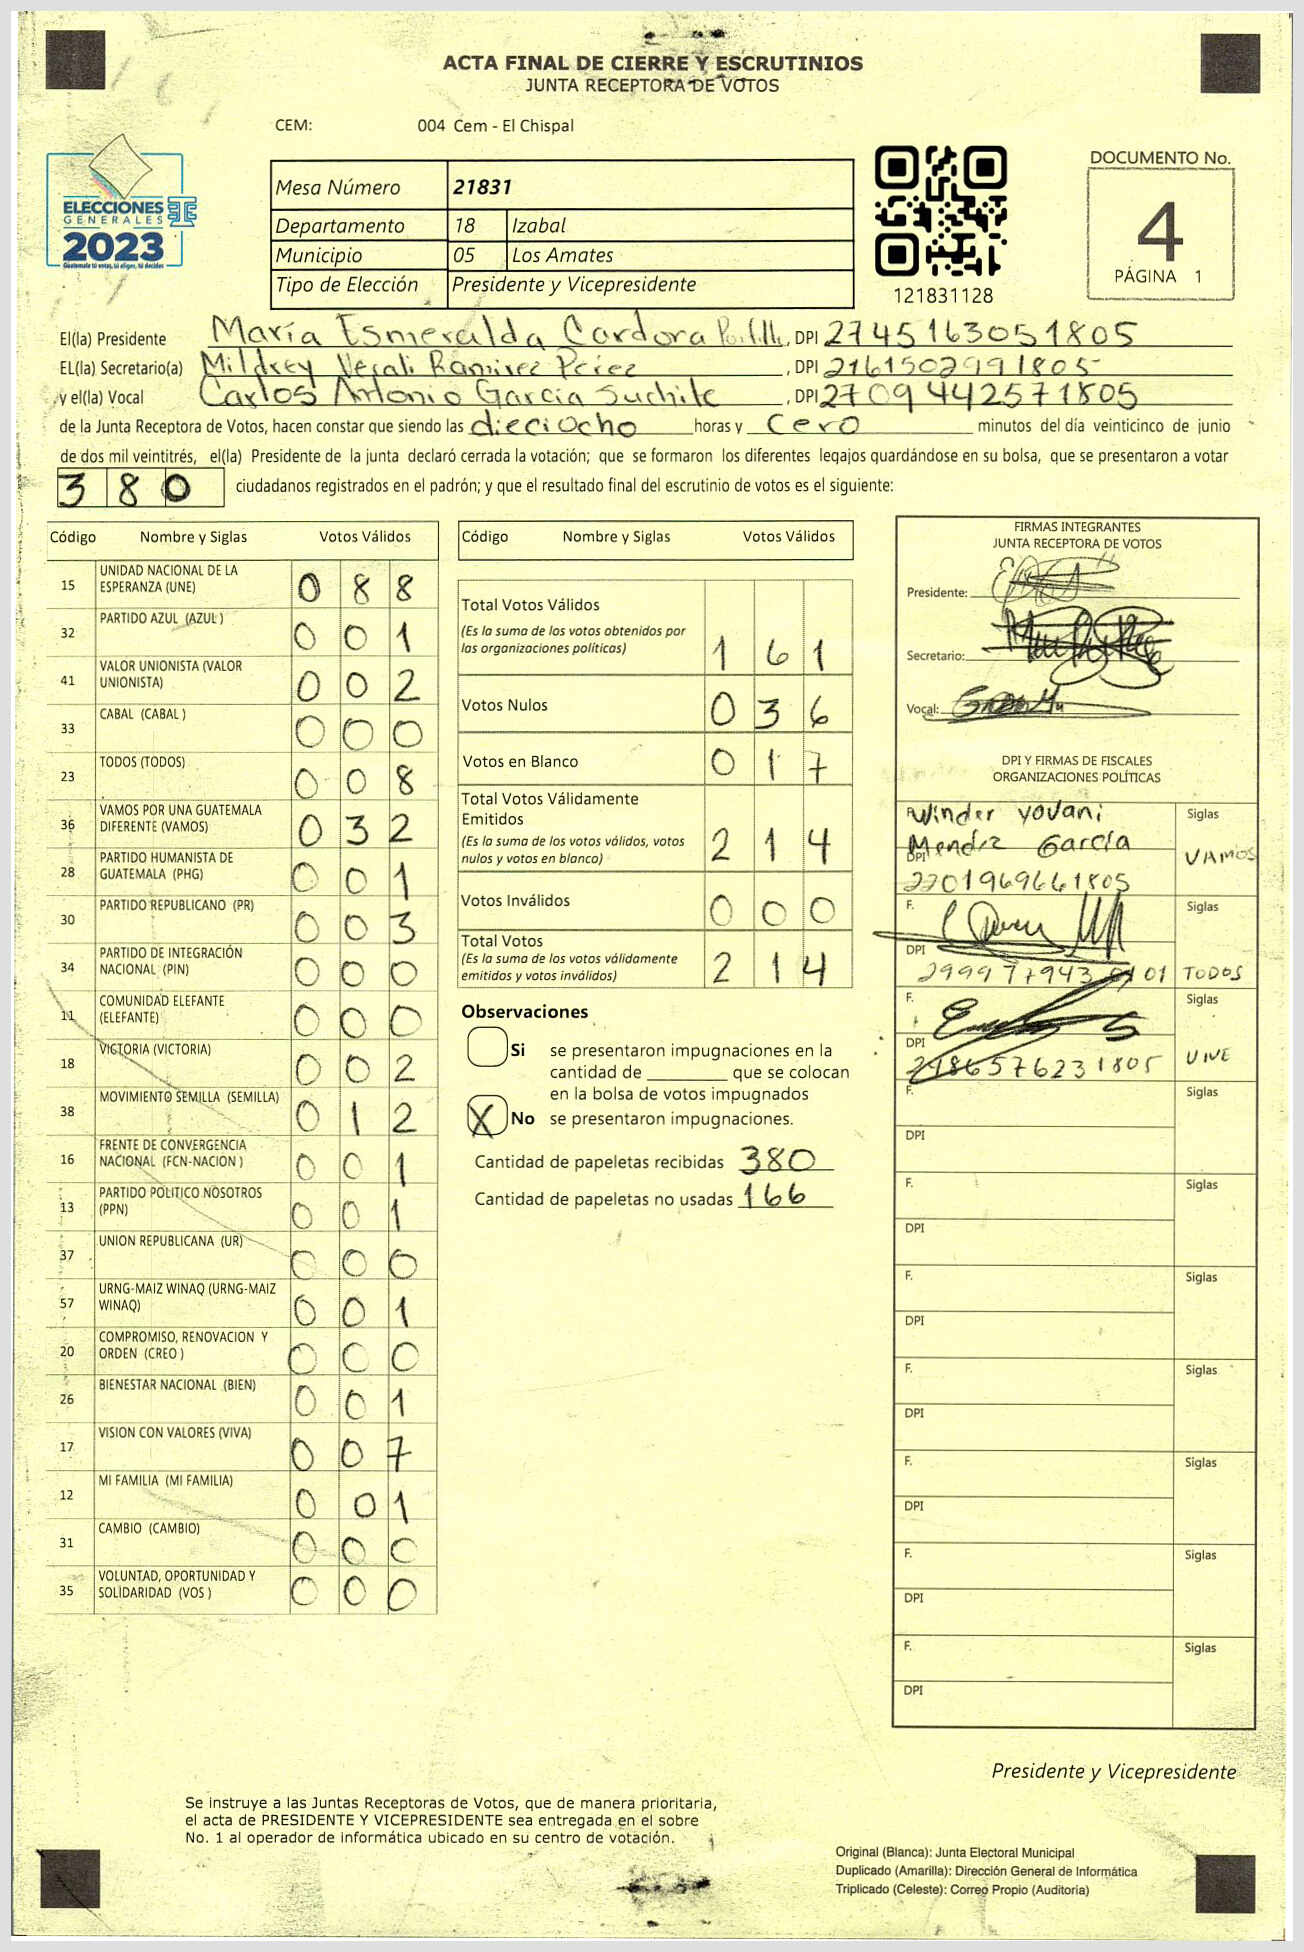 ACTA FINAL DE CIERRE Y ESCRUTINIOS
JUNTA RECEPTORA DE VOTOS
CEM: 004 Cem - El Chispal
ELECCIONES
GENERALES
2023
Guatemala tú votas, tú eliges, tú decides
Mesa Número 21831
Departamento 18 Izabal
Municipio 05 Los Amates
Tipo de Elección Presidente y Vicepresidente
121831128
DOCUMENTO No.
4
PÁGINA 1
El(la) Presidente María Esmeralda Cordora , DPI 2745163051805
EL(la) Secretario(a) Mildrey Ramirez Pérez , DPI 2161502991805
y el(la) Vocal Carlos Antonio García Suchite , DPI 2709442571805
de la Junta Receptora de Votos, hacen constar que siendo las dieciocho horas y cero minutos del día veinticinco de junio
de dos mil veintitrés, el(la) Presidente de la junta declaró cerrada la votación; que se formaron los diferentes legajos guardándose en su bolsa, que se presentaron a votar
380 ciudadanos registrados en el padrón; y que el resultado final del escrutinio de votos es el siguiente:
Código Nombre y Siglas Votos Válidos
15 UNIDAD NACIONAL DE LA ESPERANZA (UNE) 0 8 8
32 PARTIDO AZUL (AZUL ) 0 0 1
41 VALOR UNIONISTA (VALOR UNIONISTA) 0 0 2
33 CABAL (CABAL ) 0 0 0
23 TODOS (TODOS) 0 0 8
36 VAMOS POR UNA GUATEMALA DIFERENTE (VAMOS) 0 3 2
28 PARTIDO HUMANISTA DE GUATEMALA (PHG) 0 0 1
30 PARTIDO REPUBLICANO (PR) 0 0 3
34 PARTIDO DE INTEGRACIÓN NACIONAL (PIN) 0 0 0
11 COMUNIDAD ELEFANTE (ELEFANTE) 0 0 0
18 VICTORIA (VICTORIA) 0 0 2
38 MOVIMIENTO SEMILLA (SEMILLA) 0 1 2
16 FRENTE DE CONVERGENCIA NACIONAL (FCN-NACION ) 0 0 1
13 PARTIDO POLITICO NOSOTROS (PPN) 0 0 1
37 UNION REPUBLICANA (UR) 0 0 0
57 URNG-MAIZ WINAQ (URNG-MAIZ WINAQ) 0 0 1
20 COMPROMISO, RENOVACION Y ORDEN (CREO ) 0 0 0
26 BIENESTAR NACIONAL (BIEN) 0 0 1
17 VISION CON VALORES (VIVA) 0 0 7
12 MI FAMILIA (MI FAMILIA) 0 0 1
31 CAMBIO (CAMBIO) 0 0 0
35 VOLUNTAD, OPORTUNIDAD Y SOLIDARIDAD (VOS ) 0 0 0
Código Nombre y Siglas Votos Válidos
Total Votos Válidos
(Es la suma de los votos obtenidos por
las organizaciones políticas) 1 6 1
Votos Nulos 0 3 6
Votos en Blanco 0 1 7
Total Votos Válidamente
Emitidos
(Es la suma de los votos válidos, votos
nulos y votos en blanco) 2 1 4
Votos Inválidos 0 0 0
Total Votos
(Es la suma de los votos válidamente
emitidos y votos inválidos) 2 1 4
Observaciones
Si se presentaron impugnaciones en la
cantidad de ________ que se colocan
en la bolsa de votos impugnados
X No se presentaron impugnaciones.
Cantidad de papeletas recibidas 380
Cantidad de papeletas no usadas 166
FIRMAS INTEGRANTES
JUNTA RECEPTORA DE VOTOS
Presidente:
Secretario:
Vocal:
DPI Y FIRMAS DE FISCALES
ORGANIZACIONES POLÍTICAS
Winder yovani Siglas
Mendez García VAMOS
DPI
2201969661805
F. Siglas
DPI
2999779430101 TODOS
F. Siglas
DPI
2186576231805 VIVE
F. Siglas
DPI
F. Siglas
DPI
F. Siglas
DPI
F. Siglas
DPI
F. Siglas
DPI
F. Siglas
DPI
F. Siglas
DPI
Presidente y Vicepresidente
Se instruye a las Juntas Receptoras de Votos, que de manera prioritaria,
el acta de PRESIDENTE Y VICEPRESIDENTE sea entregada en el sobre
No. 1 al operador de informática ubicado en su centro de votación.
Original (Blanca): Junta Electoral Municipal
Duplicado (Amarilla): Dirección General de Informática
Triplicado (Celeste): Correo Propio (Auditoria)